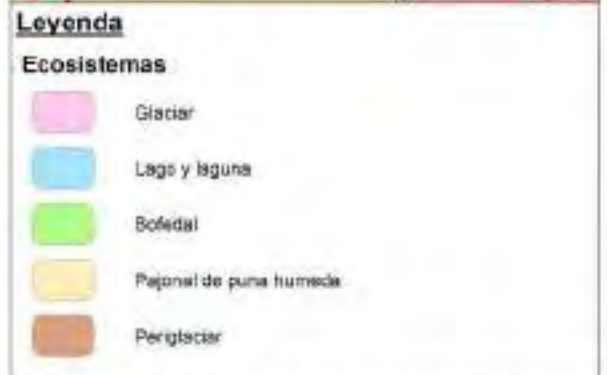 Leyenda
Ecosistemas
Glaciar
Lago y laguna
Bofedal
Pajonal de puna humeda
Periglaciar